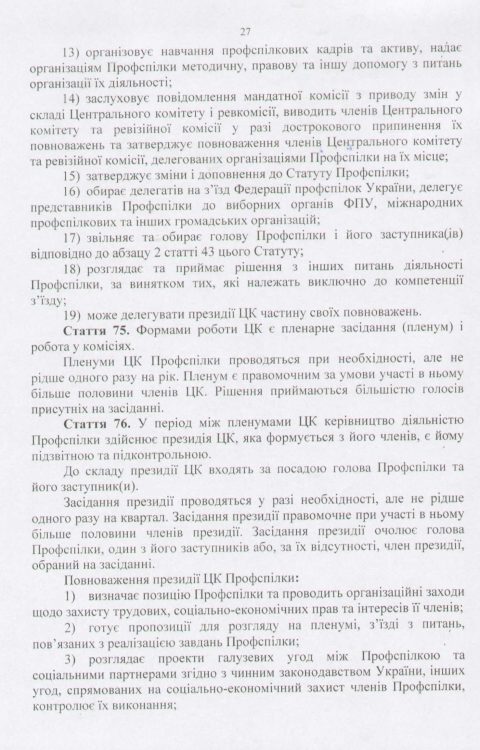 27
13) організовує навчання профспілкових кадрів та активу, надає
організаціям Профспілки методичну, правову та іншу допомогу з питань
організації їх діяльності;
14) заслуховує повідомлення мандатної комісії з приводу змін у
складі Центрального комітету і ревкомісії, виводить членів Центрального
комітету та ревізійної комісії у разі дострокового припинення їх
повноважень та затверджує повноваження членів Центрального комітету
та ревізійної комісії, делегованих організаціями Профспілки на їх місце;
15) затверджує зміни і доповнення до Статуту Профспілки;
16) обирає делегатів на з’їзд Федерації профспілок України, делегує
представників Профспілки до виборних органів ФПУ, міжнародних
профспілкових та інших громадських організацій;
17) звільняє та обирає голову Профспілки і його заступника(ів)
відповідно до абзацу 2 статті 43 цього Статуту;
18) розглядає та приймає рішення з інших питань діяльності
Профспілки, за винятком тих, які належать виключно до компетенції
з’їзду;
19) може делегувати президії ЦК частину своїх повноважень.
Стаття 75. Формами роботи ЦК є пленарне засідання (пленум) і
робота у комісіях.
Пленуми ЦК Профспілки проводяться при необхідності, але не
рідше одного разу на рік. Пленум є правомочним за умови участі в ньому
більше половини членів ЦК. Рішення приймаються більшістю голосів
присутніх на засіданні.
Стаття 76. У період між пленумами ЦК керівництво діяльністю
Профспілки здійснює президія ЦК, яка формується з його членів, є йому
підзвітною та підконтрольною.
До складу президії ЦК входять за посадою голова Профспілки та
його заступник(и).
Засідання президії проводяться у разі необхідності, але не рідше
одного разу на квартал. Засідання президії правомочне при участі в ньому
більше половини членів президії. Засідання президії очолює голова
Профспілки, один з його заступників або, за їх відсутності, член президії,
обраний на засіданні.
Повноваження президії ЦК Профспілки:
1) визначає позицію Профспілки та проводить організаційні заходи
щодо захисту трудових, соціально-економічних прав та інтересів її членів;
2) готує пропозиції для розгляду на пленумі, з’їзді з питань,
пов’язаних з реалізацією завдань Профспілки;
3) розглядає проекти галузевих угод між Профспілкою та
соціальними партнерами згідно з чинним законодавством України, інших
угод, спрямованих на соціально-економічний захист членів Профспілки,
контролює їх виконання;